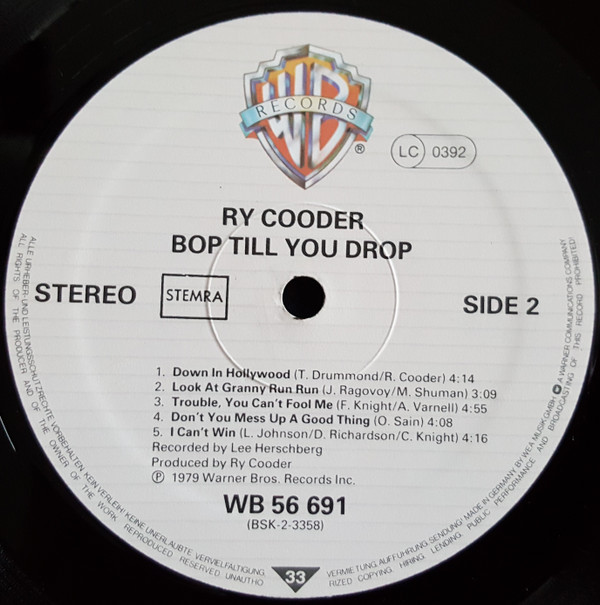 WB
RECORDS
®
LC 0392
RY COODER
BOP TILL YOU DROP
STEREO
STEMRA
SIDE 2
1. Down In Hollywood (T. Drummond/R. Cooder) 4:14
2. Look At Granny Run Run (J. Ragovoy/M. Shuman) 3:09
3. Trouble, You Can't Fool Me (F. Knight/A. Varnell) 4:55
4. Don't You Mess Up A Good Thing (O. Sain) 4:08
5. I Can't Win (L. Johnson/D. Richardson/C. Knight) 4:16
Recorded by Lee Herschberg
Produced by Ry Cooder
℗ 1979 Warner Bros. Records Inc.
WB 56 691
(BSK-2-3358)
33
ALLE URHEBER- UND LEISTUNGSSCHUTZRECHTE VORBEHALTEN. KEIN VERLEIH! KEINE UNERLAUBTE VERVIELFÄLTIGUNG, VERMIETUNG, AUFFÜHRUNG, SENDUNG! MADE IN GERMANY BY WEA MUSIK GMBH A WARNER COMMUNICATIONS COMPANY
ALL RIGHTS OF THE PRODUCER AND OF THE OWNER OF THE WORK REPRODUCED RESERVED UNAUTHORIZED COPYING, HIRING, LENDING, PUBLIC PERFORMANCE AND BROADCASTING OF THIS RECORD PROHIBITED!